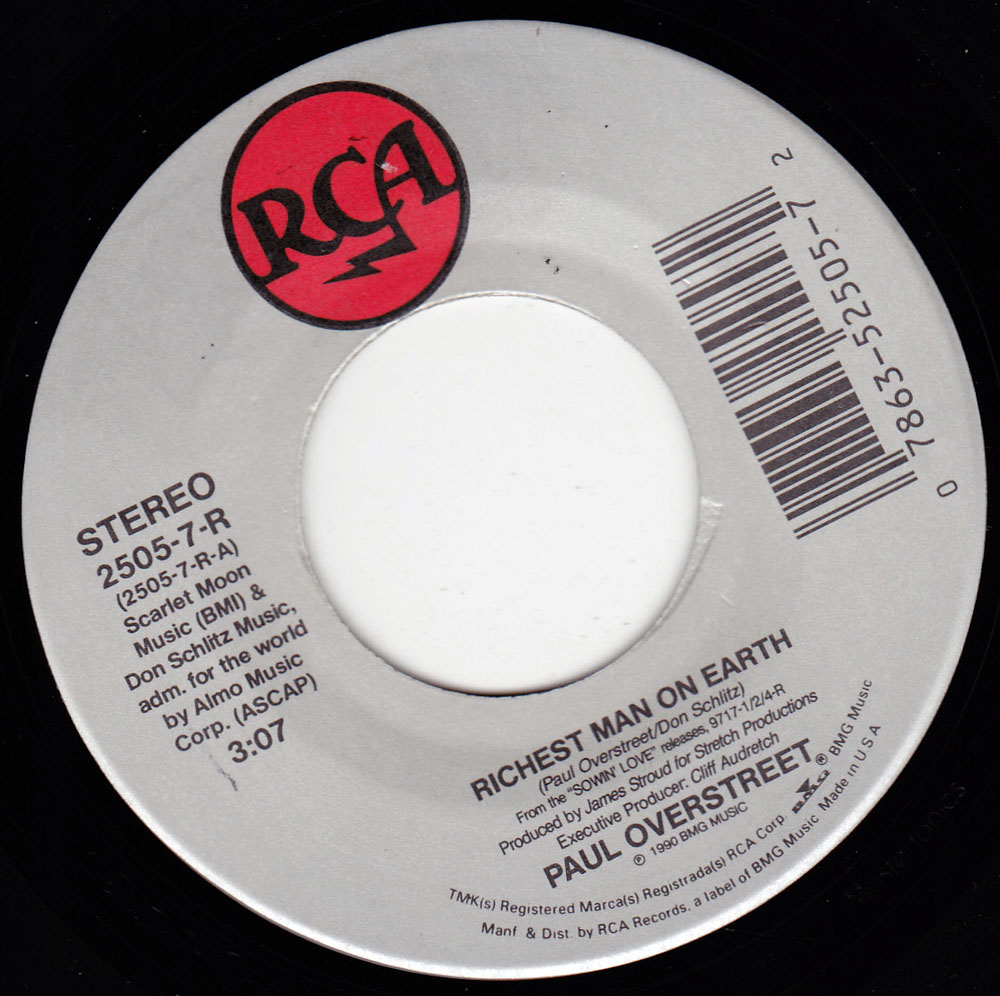 RCA
0 7863-52505-7 2
STEREO
2505-7-R
(2505-7-R-A)
Scarlet Moon
Music (BMI) &
Don Schlitz Music,
adm. for the world
by Almo Music
Corp. (ASCAP)
3:07
RICHEST MAN ON EARTH
(Paul Overstreet/Don Schlitz)
From the "SOWIN' LOVE" releases, 9717-1/2/4-R
Produced by James Stroud for Stretch Productions
Executive Producer: Cliff Audretch
PAUL OVERSTREET
℗ 1990 BMG MUSIC
TMK(s) Registered Marca(s) Registrada(s) RCA Corp. BMG ® BMG Music
Manf & Dist. by RCA Records, a label of BMG Music Made in U S A